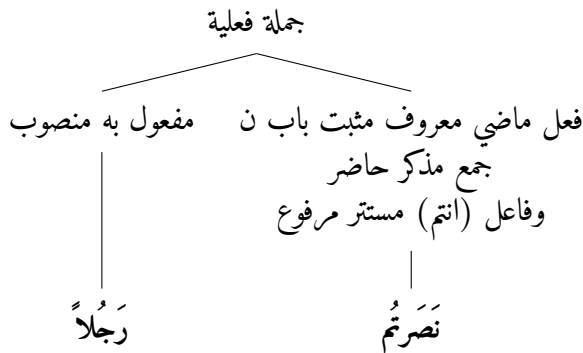 جملة فعلية
فعل ماضي معروف مثبت باب ن
جمع مذكر حاضر
وفاعل (انتم) مستتر مرفوع
مفعول به منصوب
نَصَرتُم
رَجُلاً